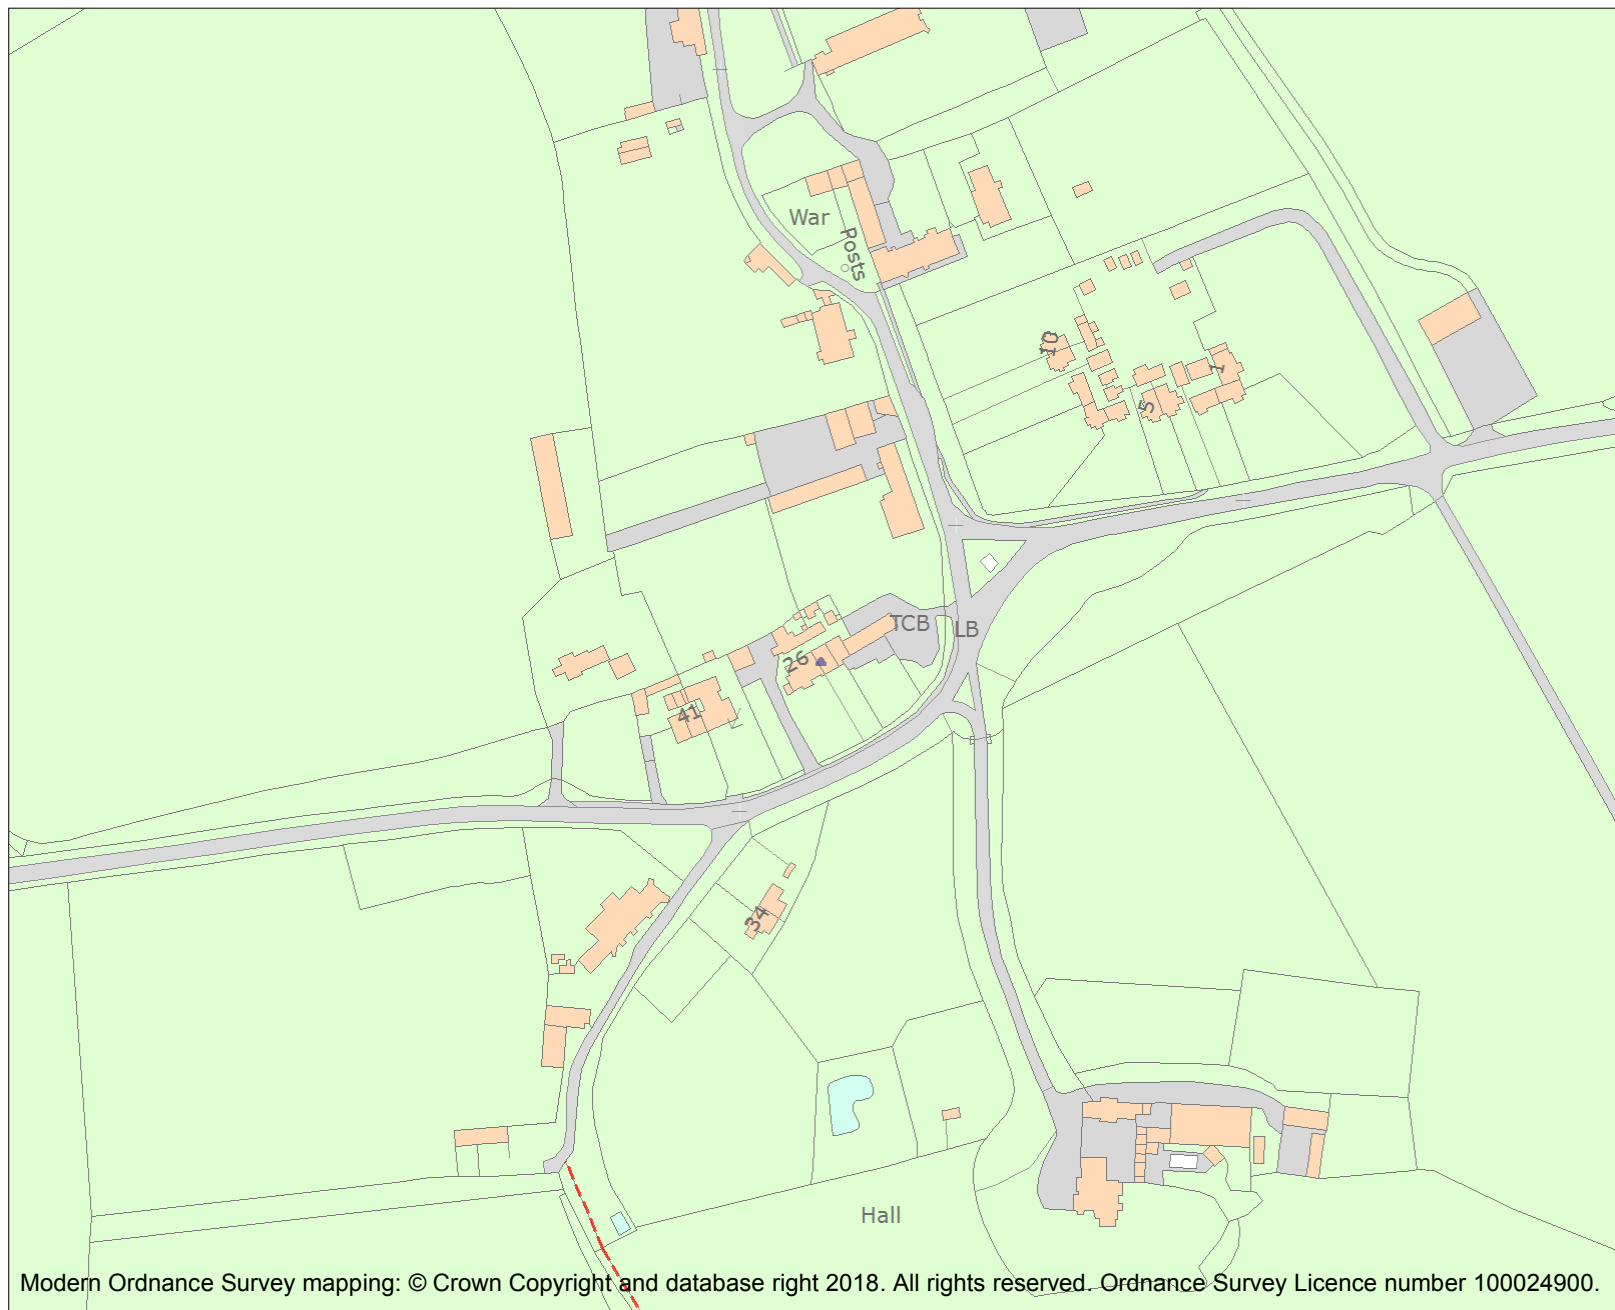 War
Posts
10
1
5
TCB
LB
26
41
34
Hall
Modern Ordnance Survey mapping: © Crown Copyright and database right 2018. All rights reserved. Ordnance Survey Licence number 100024900.